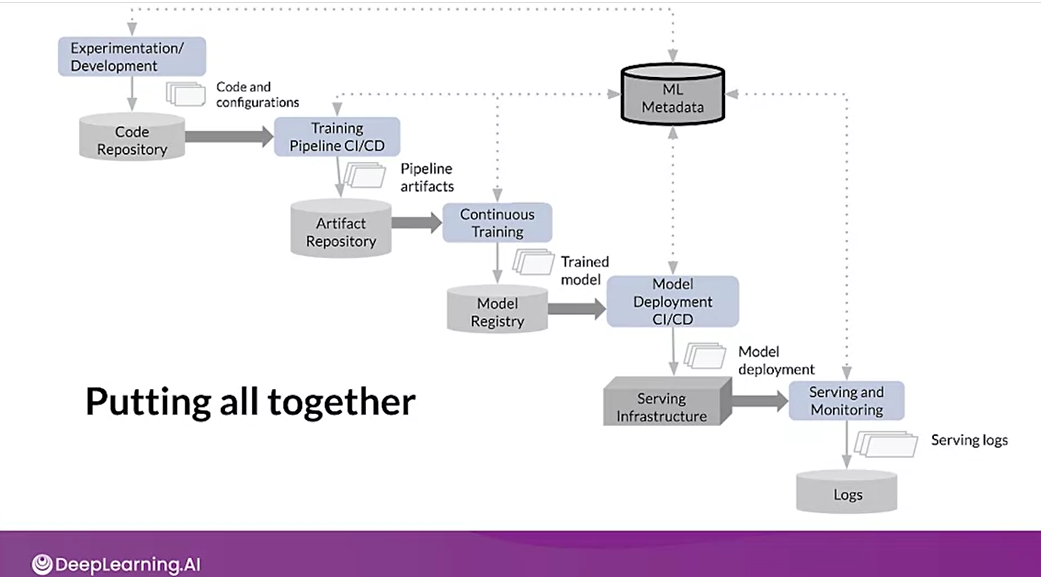 Experimentation/
Development
Code and
configurations
ML
Metadata
Code
Repository
Training
Pipeline CI/CD
Pipeline
artifacts
Artifact
Repository
Continuous
Training
Trained
model
Model
Registry
Model
Deployment
CI/CD
Model
deployment
Putting all together
Serving
Infrastructure
Serving and
Monitoring
Serving logs
Logs
DeepLearning.AI